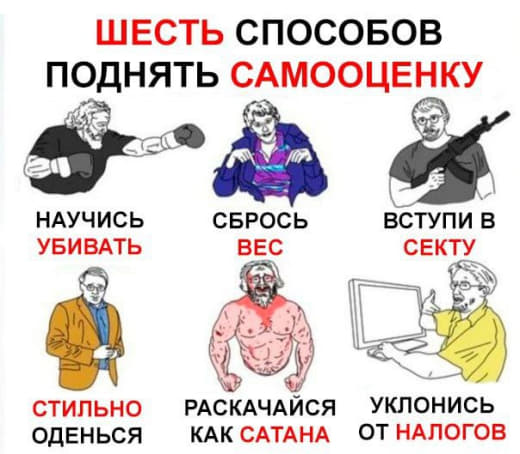 ШЕСТЬ СПОСОБОВ
ПОДНЯТЬ САМООЦЕНКУ
НАУЧИСЬ
УБИВАТЬ
СБРОСЬ
ВЕС
ВСТУПИ В
СЕКТУ
СТИЛЬНО
ОДЕНЬСЯ
РАСКАЧАЙСЯ
КАК САТАНА
УКЛОНИСЬ
ОТ НАЛОГОВ